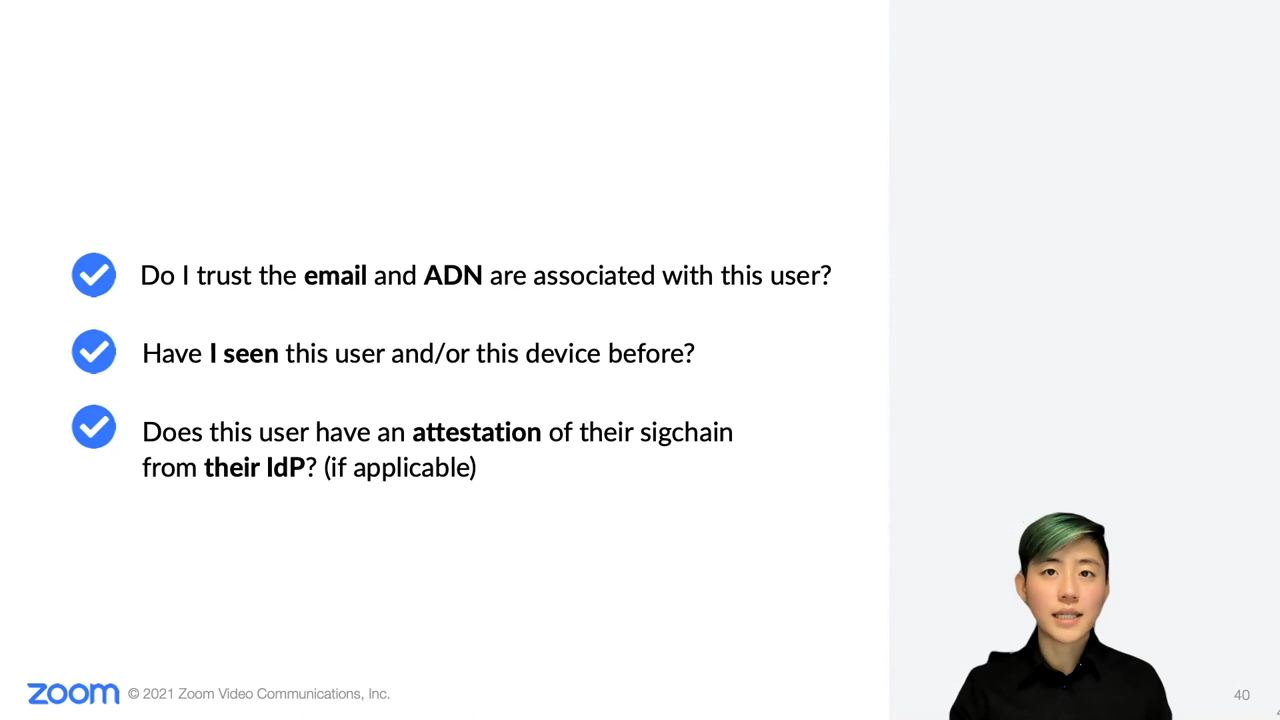 Do I trust the email and ADN are associated with this user?
Have I seen this user and/or this device before?
Does this user have an attestation of their sigchain
from their IdP? (if applicable)
zoom © 2021 Zoom Video Communications, Inc.
40